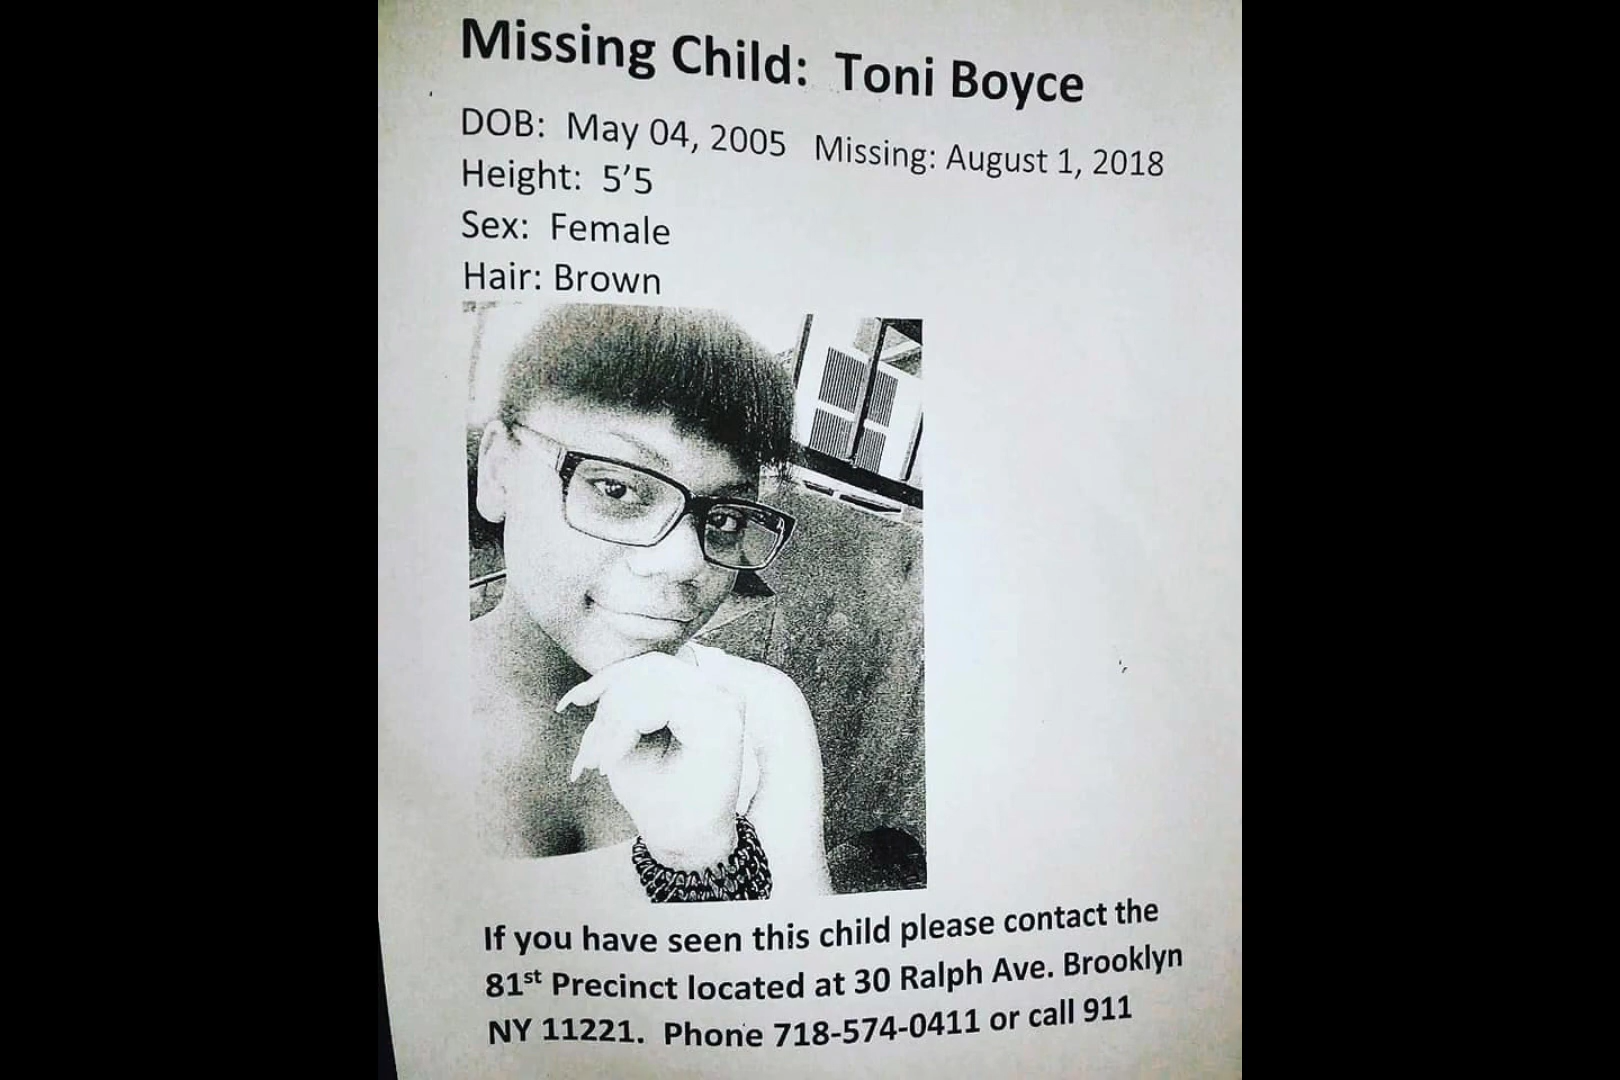 Missing Child: Toni Boyce
DOB: May 04, 2005 Missing: August 1, 2018
Height: 5’5
Sex: Female
Hair: Brown
If you have seen this child please contact the
81st Precinct located at 30 Ralph Ave. Brooklyn
NY 11221. Phone 718-574-0411 or call 911